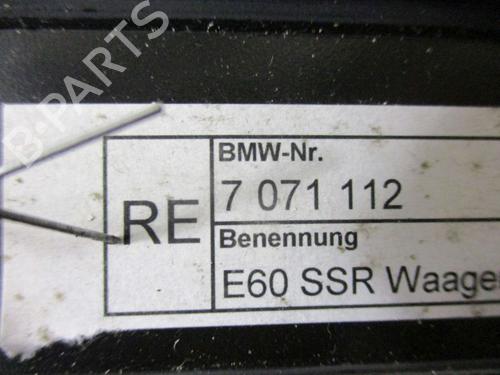 B-PARTS
RE
BMW-Nr.
7 071 112
Benennung
E60 SSR Waage